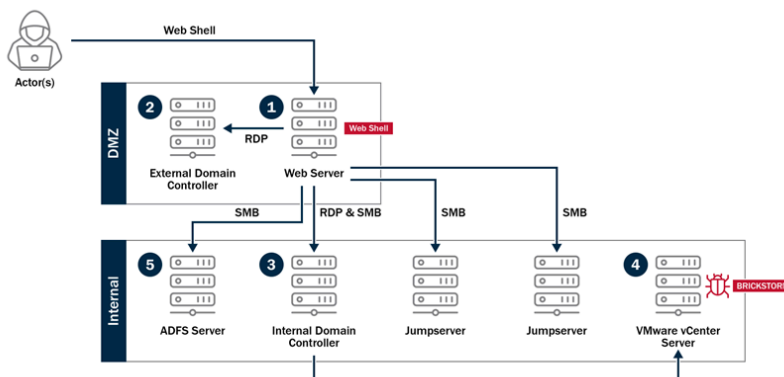 Web Shell
Actor(s)
DMZ
2
1
RDP
Web Shell
External Domain
Controller
Web Server
SMB
RDP & SMB
SMB
SMB
Internal
5
3
4
BRICKSTOR
ADFS Server
Internal Domain
Controller
Jumpserver
Jumpserver
VMware vCenter
Server